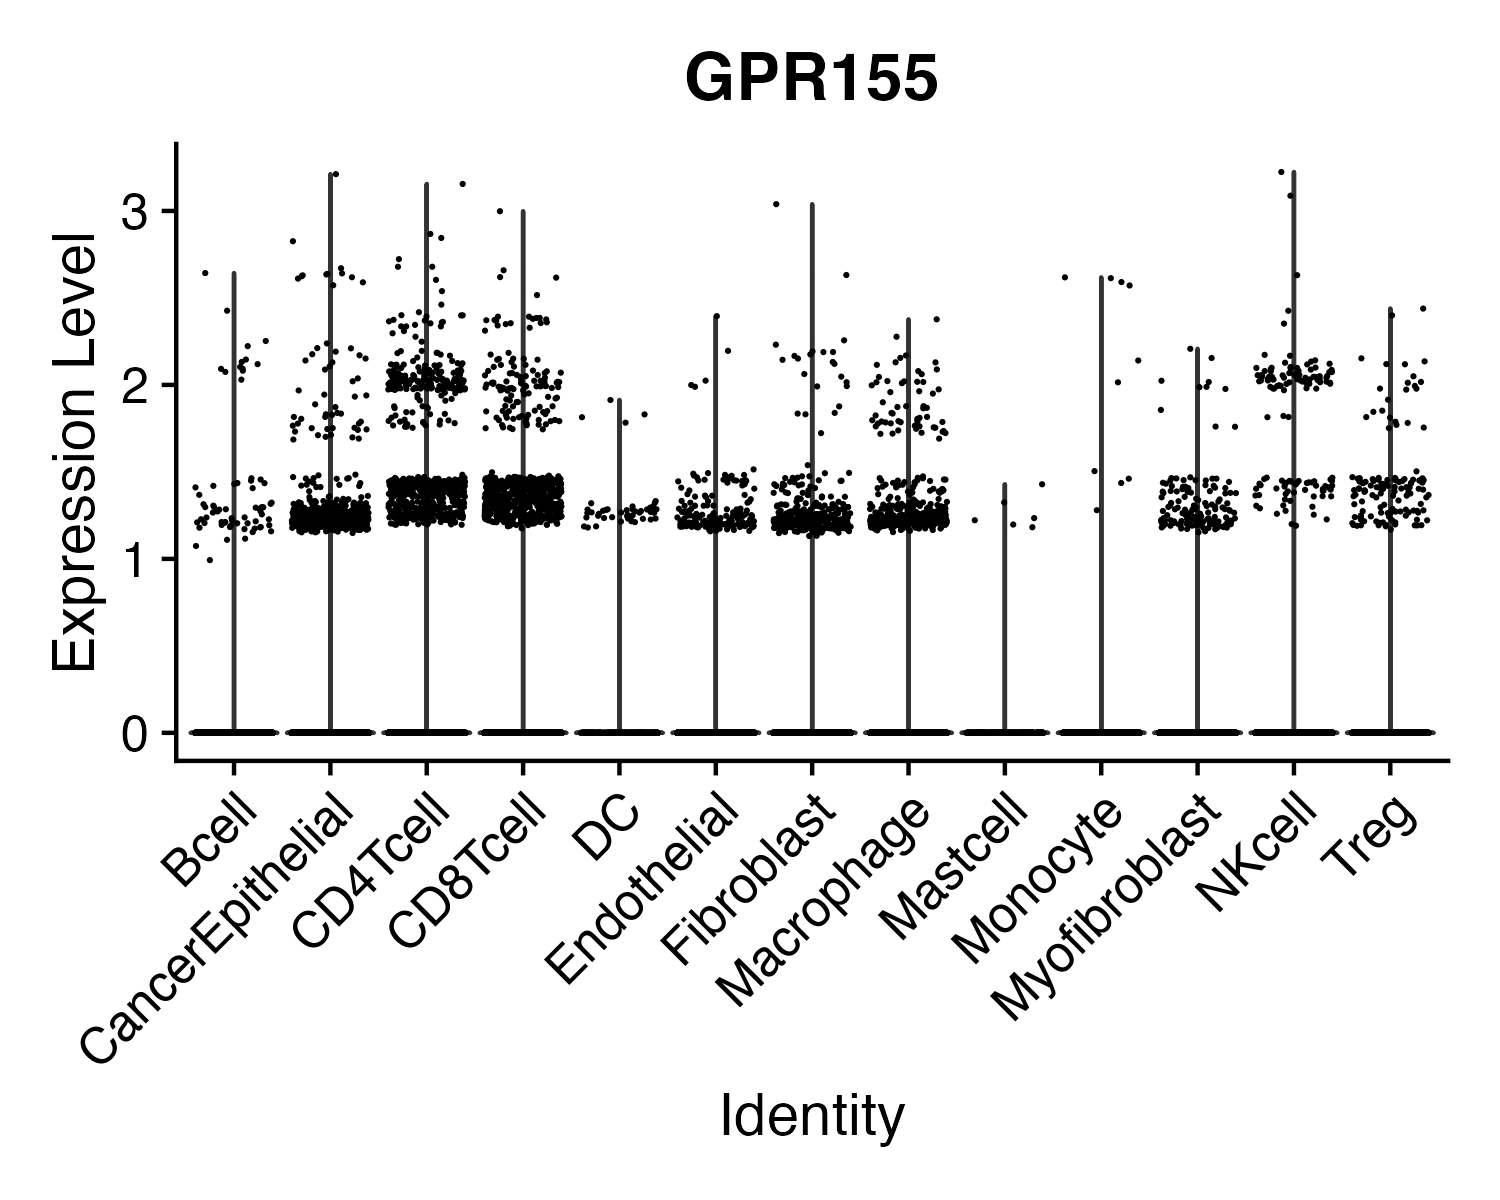 GPR155
Expression Level
3
2
1
0
Bcell
CancerEpithelial
CD4Tcell
CD8Tcell
DC
Endothelial
Fibroblast
Macrophage
Mastcell
Monocyte
Myofibroblast
NKcell
Treg
Identity